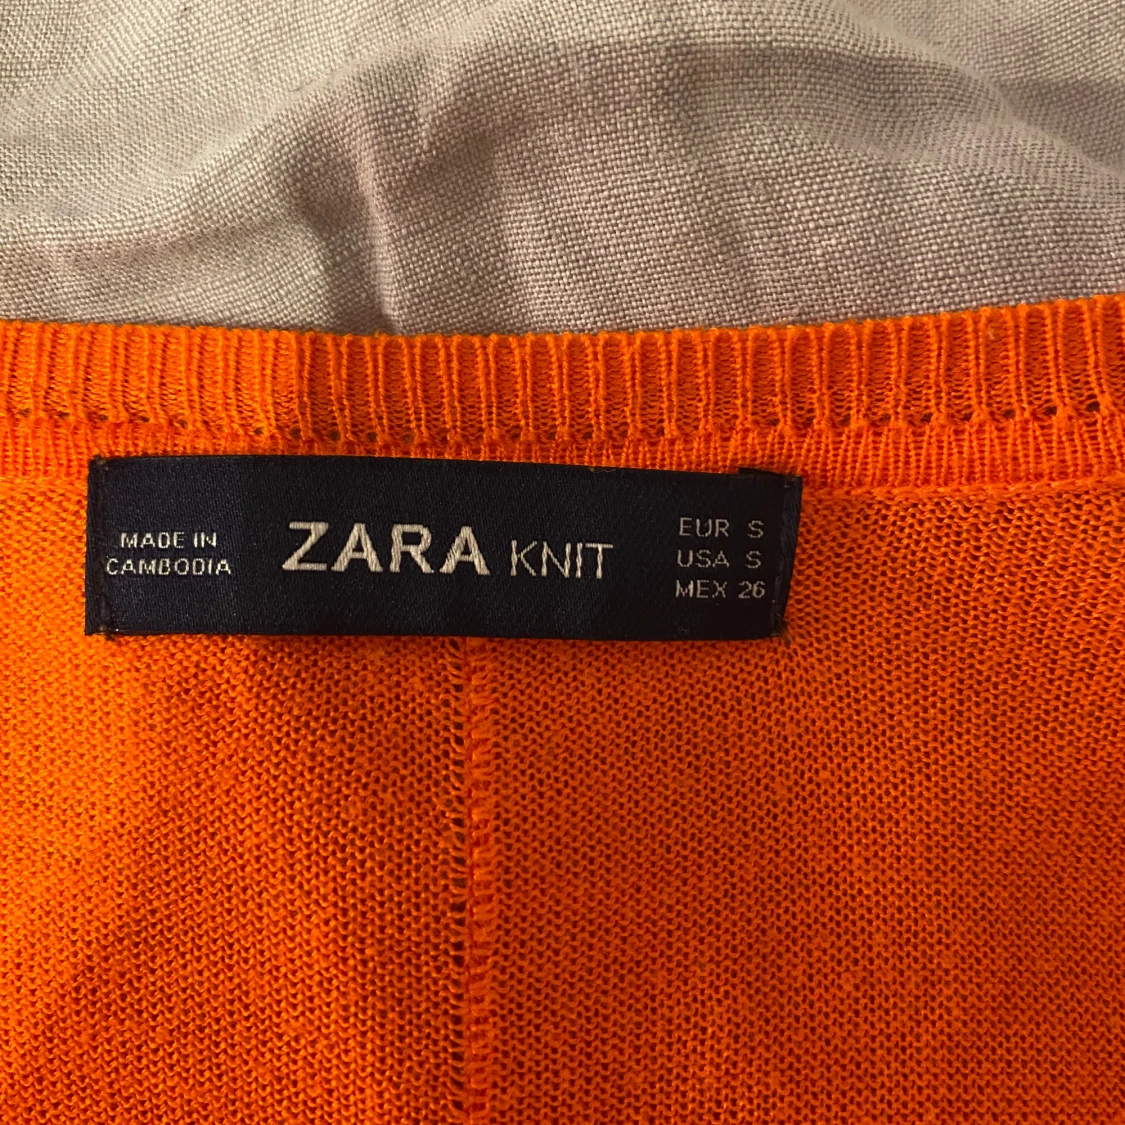 MADE IN
CAMBODIA
ZARA KNIT
EUR S
USA S
MEX 26